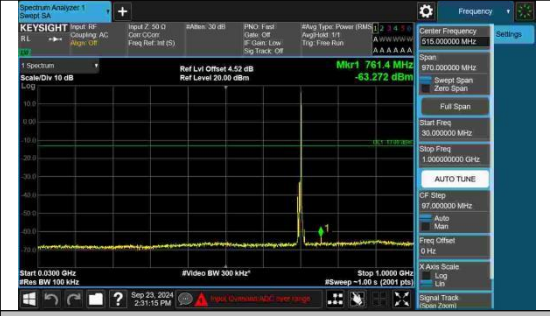 Spectrum Analyzer 1
Swept SA
+
Frequency
KEYSIGHT
Input: RF
Input Z: 50 Ω
#Atten: 30 dB
PNO: Fast
#Avg Type: Power (RMS)
1 2 3 4 5 6
RL
Coupling: AC
Corr CCorr
Gate: Off
Avg|Hold: 1/1
Align: Off
Freq Ref: Int (S)
IF Gain: Low
Trig: Free Run
Sig Track: Off
A A A A A A
1 Spectrum
Ref Lvl Offset 4.52 dB
Mkr1 761.4 MHz
Scale/Div 10 dB
Ref Level 20.00 dBm
-63.272 dBm
Log
10.0
0.00
-10.0
-20.0
-30.0
-40.0
-50.0
-60.0
-70.0
1
Start 0.0300 GHz
#Video BW 300 kHz*
Stop 1.0000 GHz
#Res BW 100 kHz
#Sweep ~1.00 s (2001 pts)
Sep 23, 2024
2:31:15 PM
?
Center Frequency
515.000000 MHz
Settings
Span
970.000000 MHz
Swept Span
Zero Span
Full Span
Start Freq
30.000000 MHz
Stop Freq
1.000000000 GHz
AUTO TUNE
CF Step
97.000000 MHz
Auto
Man
Freq Offset
0 Hz
X Axis Scale
Log
Lin
Signal Track
(Span Zoom)